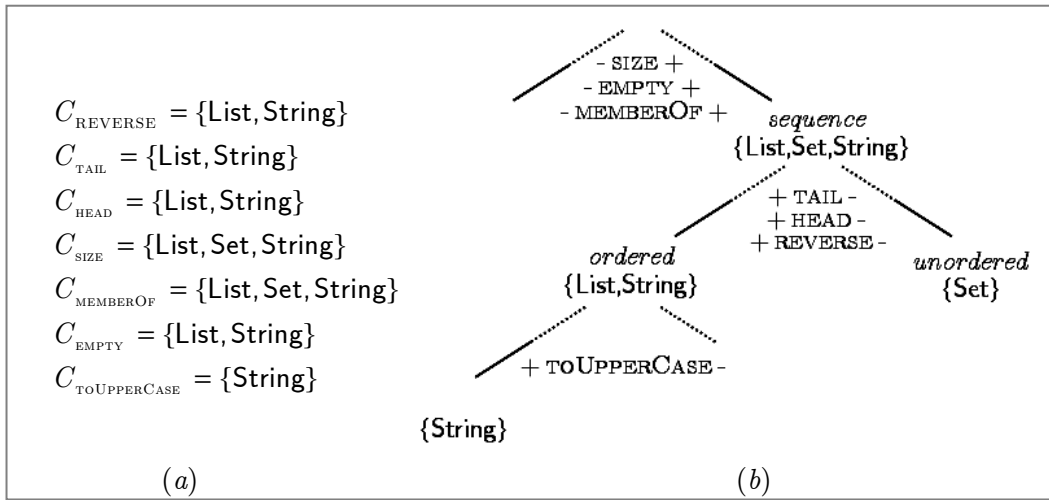 C_REVERSE = {List, String}
C_TAIL = {List, String}
C_HEAD = {List, String}
C_SIZE = {List, Set, String}
C_MEMBEROF = {List, Set, String}
C_EMPTY = {List, String}
C_TOUPPERCASE = {String}
(a)
- SIZE +
- EMPTY +
- MEMBEROF +
sequence
{List,Set,String}
+ TAIL -
+ HEAD -
+ REVERSE -
ordered
{List,String}
unordered
{Set}
+ TOUPPERCASE -
{String}
(b)